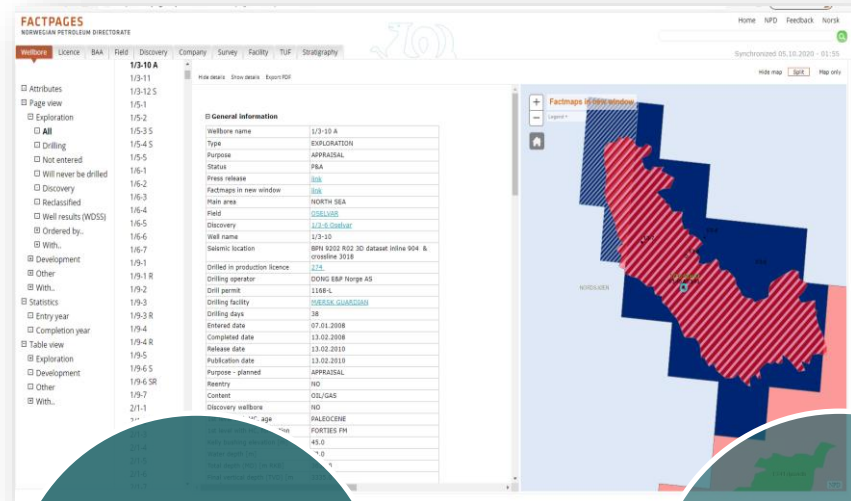 FACTPAGES
NORWEGIAN PETROLEUM DIRECTORATE
Home NPD Feedback Norsk
Wellbore Licence BAA Field Discovery Company Survey Facility TUF Stratigraphy
Synchronized 05.10.2020 - 01:55
Hide map Split Map only
Attributes
Page view
Exploration
All
Drilling
Not entered
Will never be drilled
Discovery
Reclassified
Well results (WDSS)
Ordered by..
With..
Development
Other
With..
Statistics
Entry year
Completion year
Table view
Exploration
Development
Other
With..
1/3-10 A
1/3-11
1/3-12 S
1/5-1
1/5-2
1/5-3 S
1/5-4 S
1/5-5
1/6-1
1/6-2
1/6-3
1/6-4
1/6-5
1/6-6
1/6-7
1/9-1
1/9-1 R
1/9-2
1/9-3
1/9-3 R
1/9-4
1/9-4 R
1/9-5
1/9-6 S
1/9-6 SR
1/9-7
2/1-1
Hide details Show details Export PDF
General information
Wellbore name 1/3-10 A
Type EXPLORATION
Purpose APPRAISAL
Status P&A
Press release link
Factmaps in new window link
Main area NORTH SEA
Field OSELVAR
Discovery 1/3-6 Oselvar
Well name 1/3-10
Seismic location BPN 9202 R02 3D dataset inline 904 &
crossline 3018
Drilled in production licence 274
Drilling operator DONG E&P Norge AS
Drill permit 1168-L
Drilling facility MÆRSK GUARDIAN
Drilling days 38
Entered date 07.01.2008
Completed date 13.02.2008
Release date 13.02.2010
Publication date 13.02.2010
Purpose - planned APPRAISAL
Reentry NO
Content OIL/GAS
Discovery wellbore NO
age PALEOCENE
FORTIES FM
45.0
+ Factmaps in new window
− Legend
NORDSJØEN